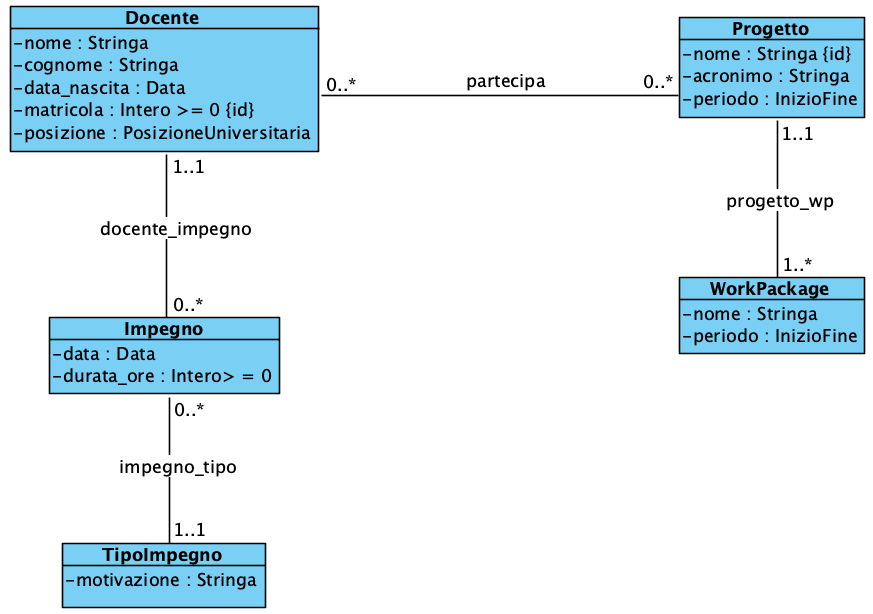 Docente
-nome : Stringa
-cognome : Stringa
-data_nascita : Data
-matricola : Intero >= 0 {id}
-posizione : PosizioneUniversitaria
0..*
partecipa
0..*
Progetto
-nome : Stringa {id}
-acronimo : Stringa
-periodo : InizioFine
1..1
docente_impegno
0..*
1..1
progetto_wp
1..*
Impegno
-data : Data
-durata_ore : Intero> = 0
WorkPackage
-nome : Stringa
-periodo : InizioFine
0..*
impegno_tipo
1..1
TipoImpegno
-motivazione : Stringa